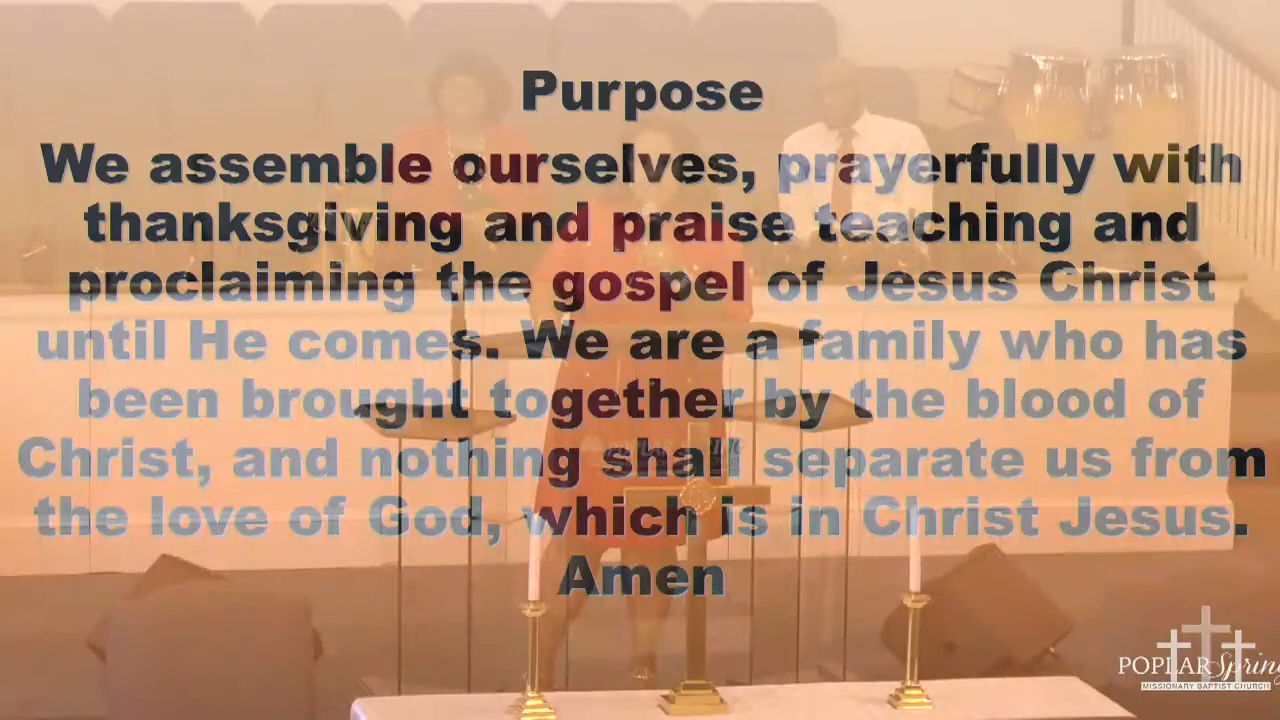 Purpose
We assemble ourselves, prayerfully with
thanksgiving and praise teaching and
proclaiming the gospel of Jesus Christ
until He comes. We are a family who has
been brought together by the blood of
Christ, and nothing shall separate us from
the love of God, which is in Christ Jesus.
Amen
POPLAR Spring
MISSIONARY BAPTIST CHURCH